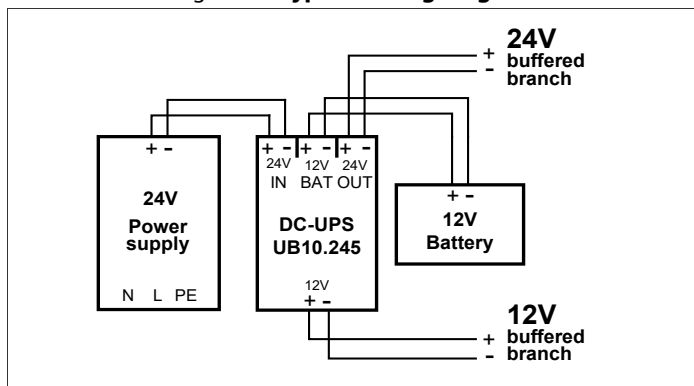 24V
+ buffered
- branch
+ - + - + - + -
24V 12V 24V
IN BAT OUT
24V
Power
supply
N L PE
DC-UPS
UB10.245
12V
+ -
+ -
12V
Battery
12V
+ buffered
- branch